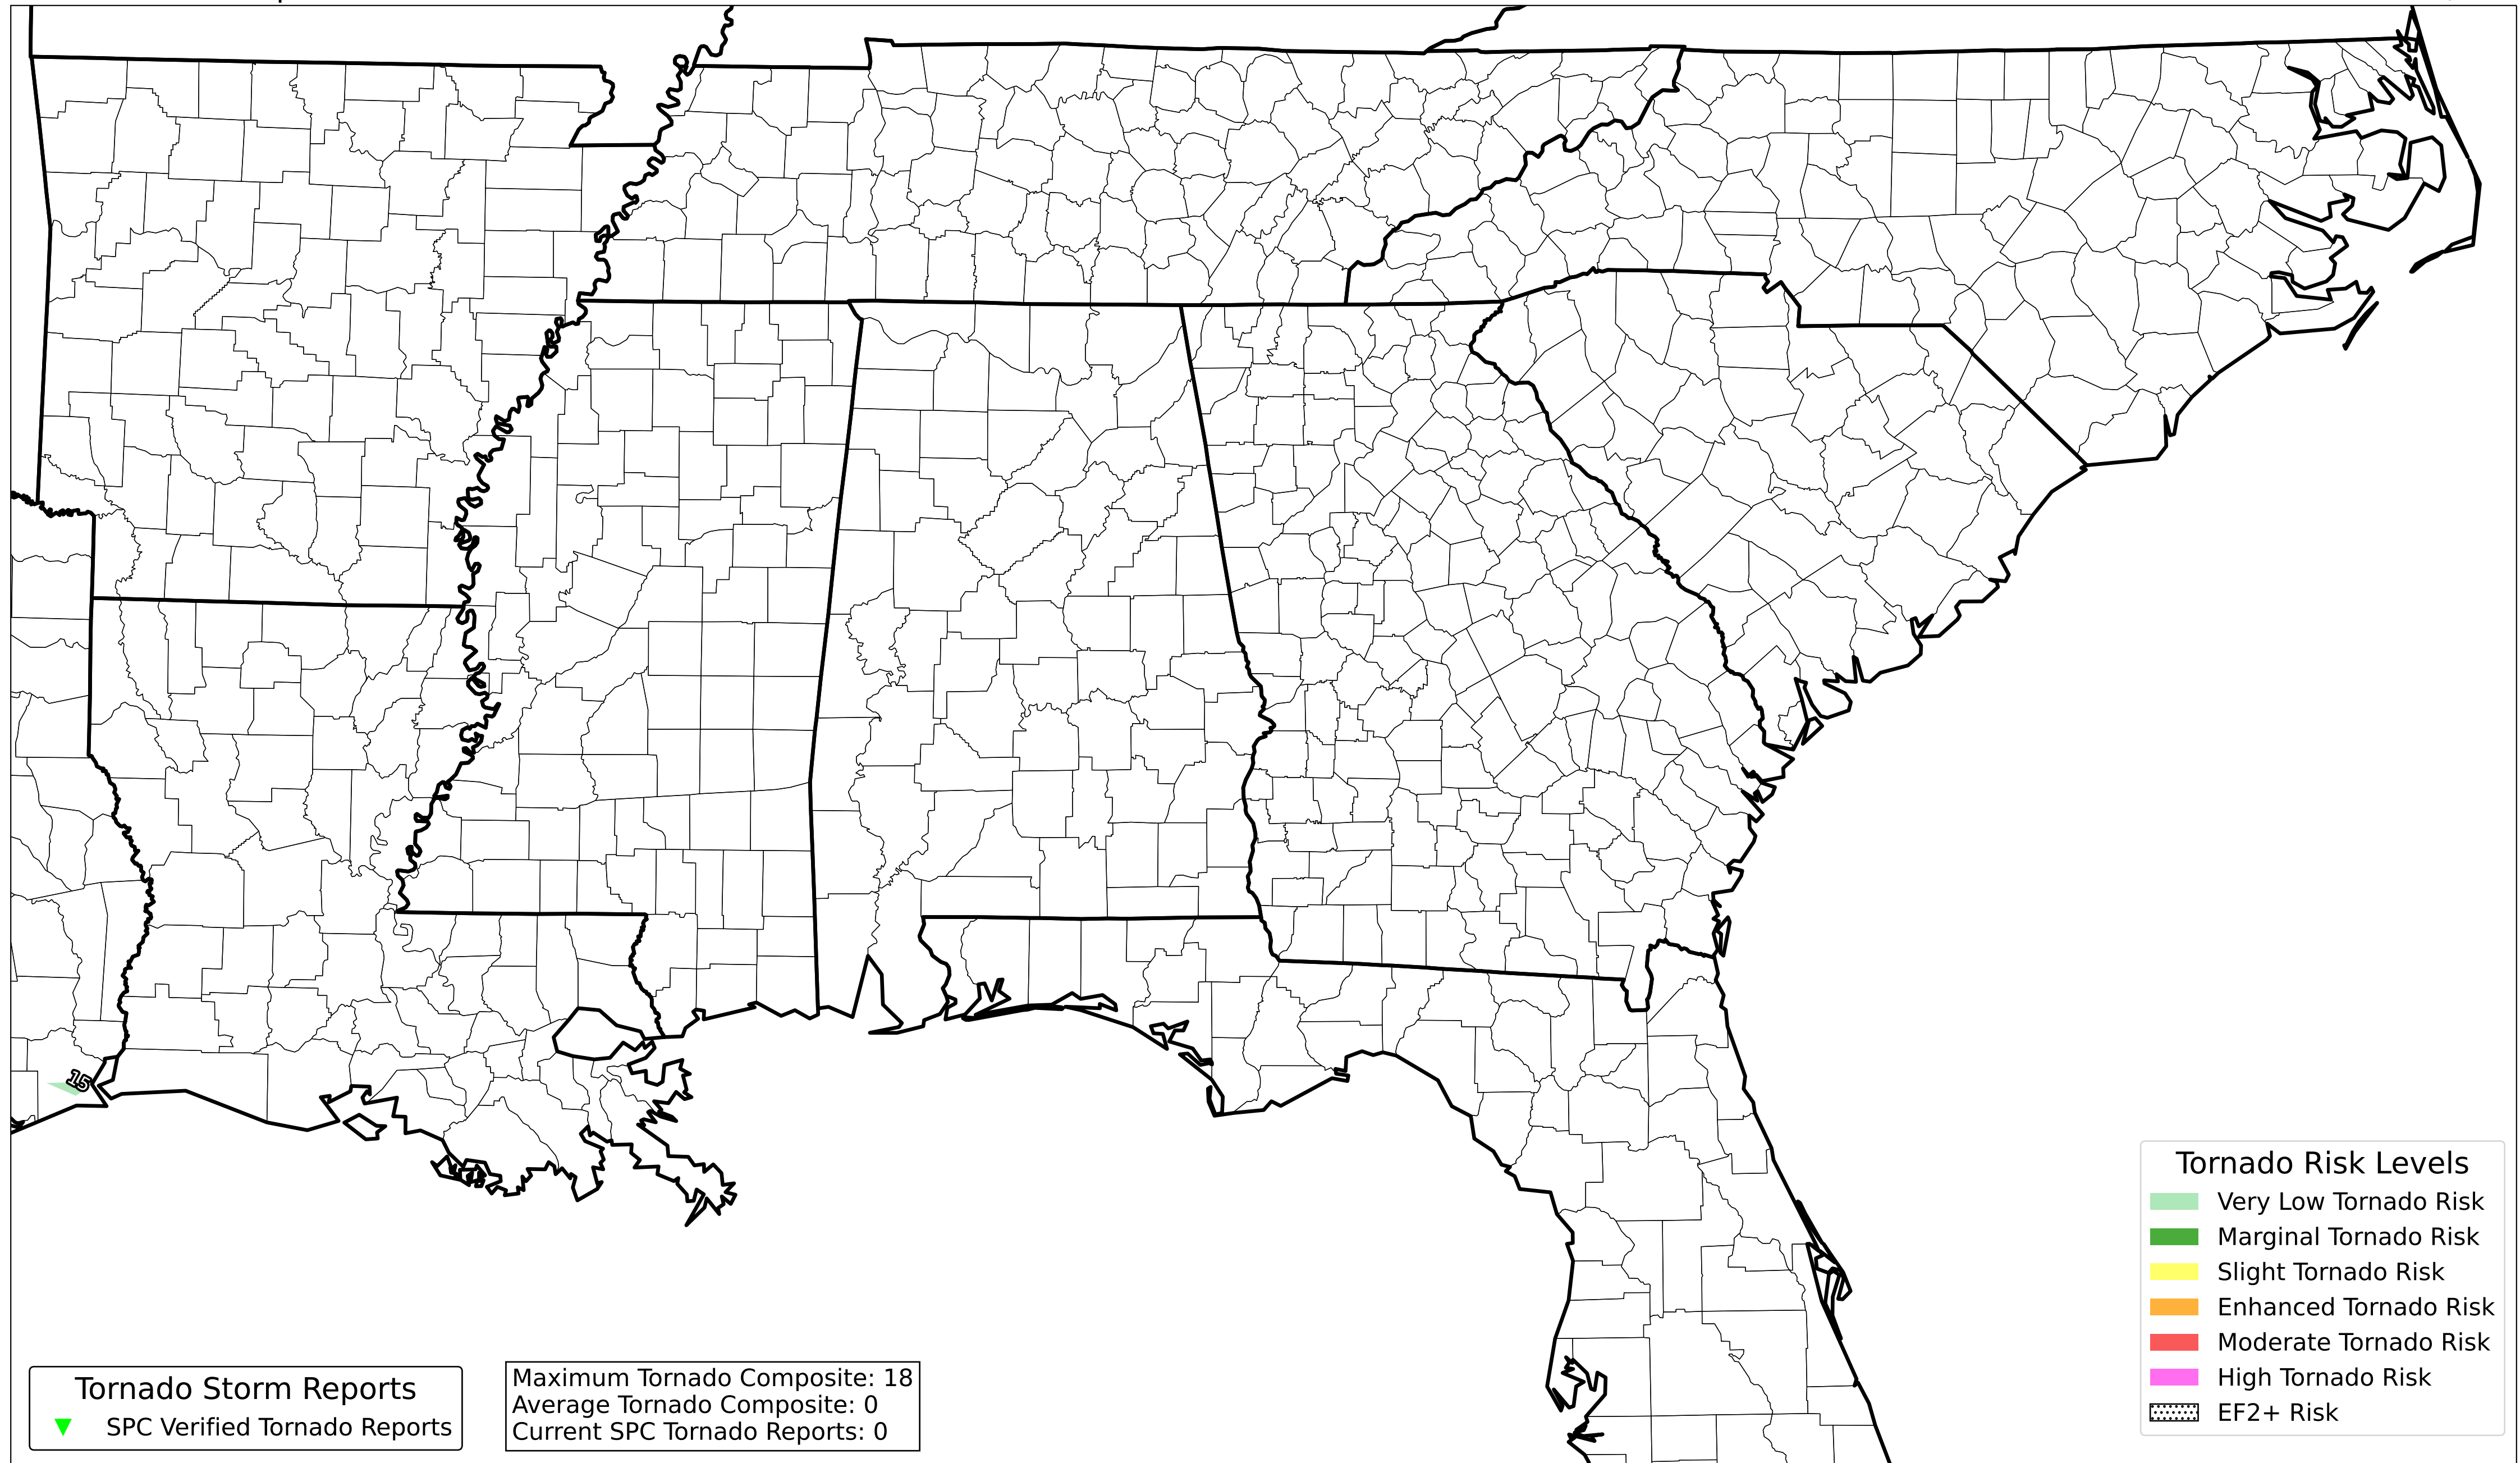 15
Tornado Risk Levels
Very Low Tornado Risk
Marginal Tornado Risk
Slight Tornado Risk
Enhanced Tornado Risk
Moderate Tornado Risk
High Tornado Risk
EF2+ Risk
Tornado Storm Reports
SPC Verified Tornado Reports
Maximum Tornado Composite: 18
Average Tornado Composite: 0
Current SPC Tornado Reports: 0